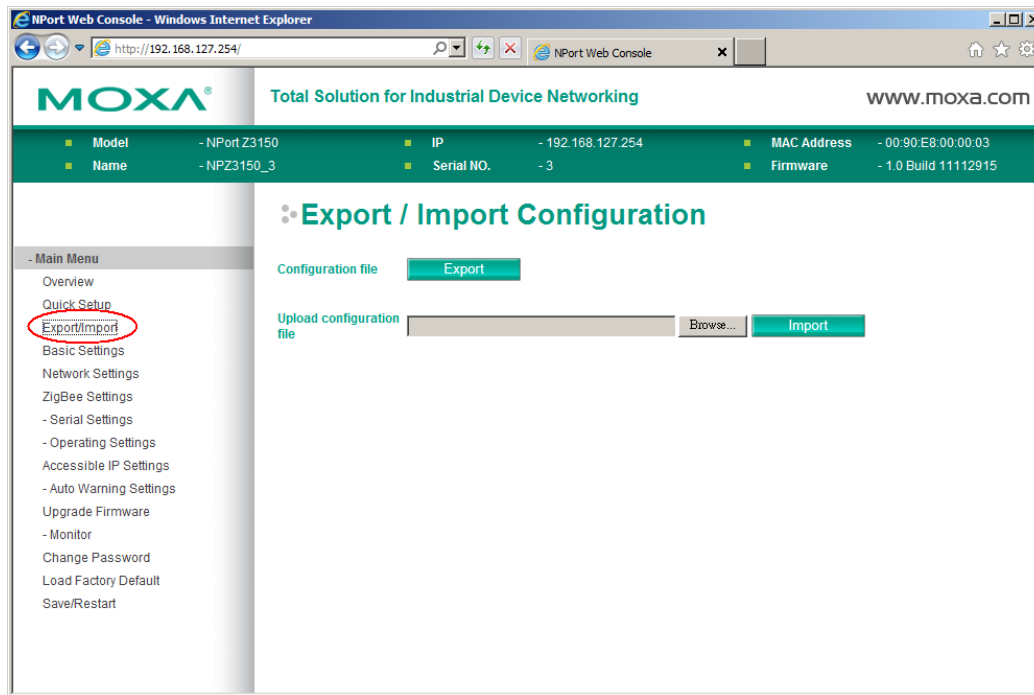 NPort Web Console - Windows Internet Explorer
http://192.168.127.254/
NPort Web Console
MOXA®
Total Solution for Industrial Device Networking
www.moxa.com
Model - NPort Z3150 IP - 192.168.127.254 MAC Address - 00:90:E8:00:00:03
Name - NPZ3150_3 Serial NO. - 3 Firmware - 1.0 Build 11112915
Export / Import Configuration
- Main Menu
Overview
Quick Setup
Export/Import
Basic Settings
Network Settings
ZigBee Settings
- Serial Settings
- Operating Settings
Accessible IP Settings
- Auto Warning Settings
Upgrade Firmware
- Monitor
Change Password
Load Factory Default
Save/Restart
Configuration file Export
Upload configuration
file Browse... Import